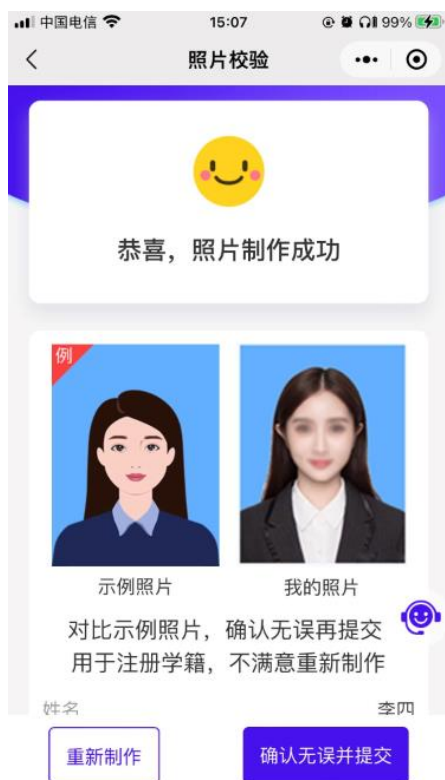 中国电信 15:07 99%
照片校验
恭喜，照片制作成功
例
示例照片 我的照片
对比示例照片，确认无误再提交
用于注册学籍，不满意重新制作
姓名 李四
重新制作 确认无误并提交